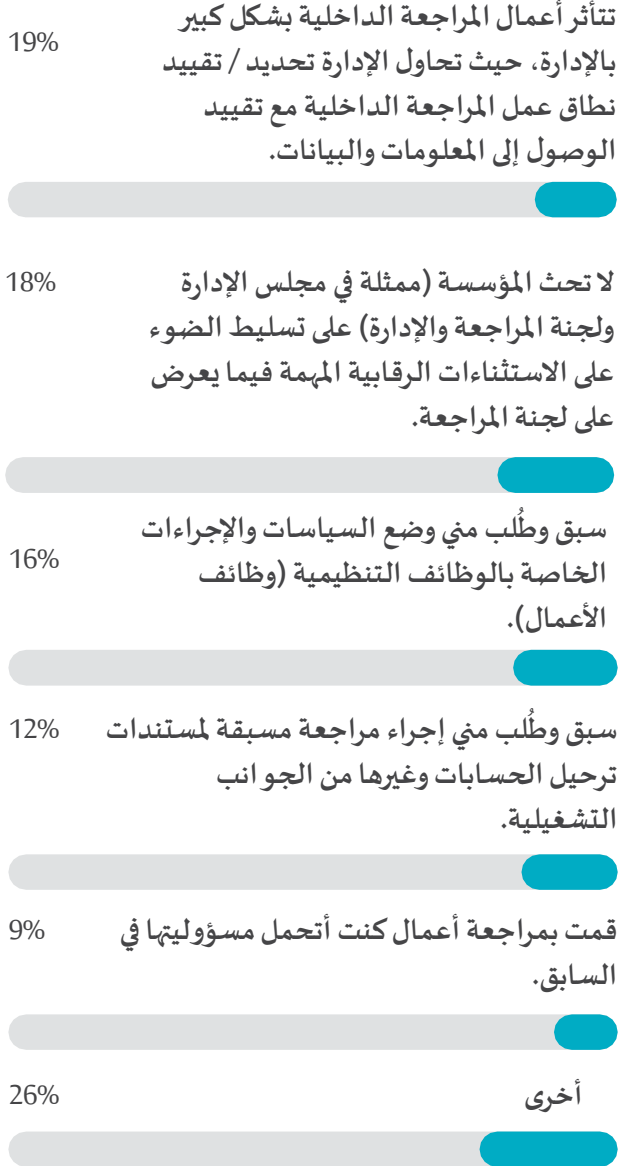 تتأثر أعمال المراجعة الداخلية بشكل كبير
19%
بالإدارة، حيث تحاول الإدارة تحديد / تقييد
نطاق عمل المراجعة الداخلية مع تقييد
الوصول إلى المعلومات والبيانات.
لا تحث المؤسسة (ممثلة في مجلس الإدارة
18%
ولجنة المراجعة والإدارة) على تسليط الضوء
على الاستثناءات الرقابية المهمة فيما يعرض
على لجنة المراجعة.
سبق وطُلب مني وضع السياسات والإجراءات
16%
الخاصة بالوظائف التنظيمية (وظائف
الأعمال).
سبق وطُلب مني إجراء مراجعة مسبقة لمستندات
12%
ترحيل الحسابات وغيرها من الجوانب
التشغيلية.
قمت بمراجعة أعمال كنت أتحمل مسؤوليتها في
9%
السابق.
أخرى
26%